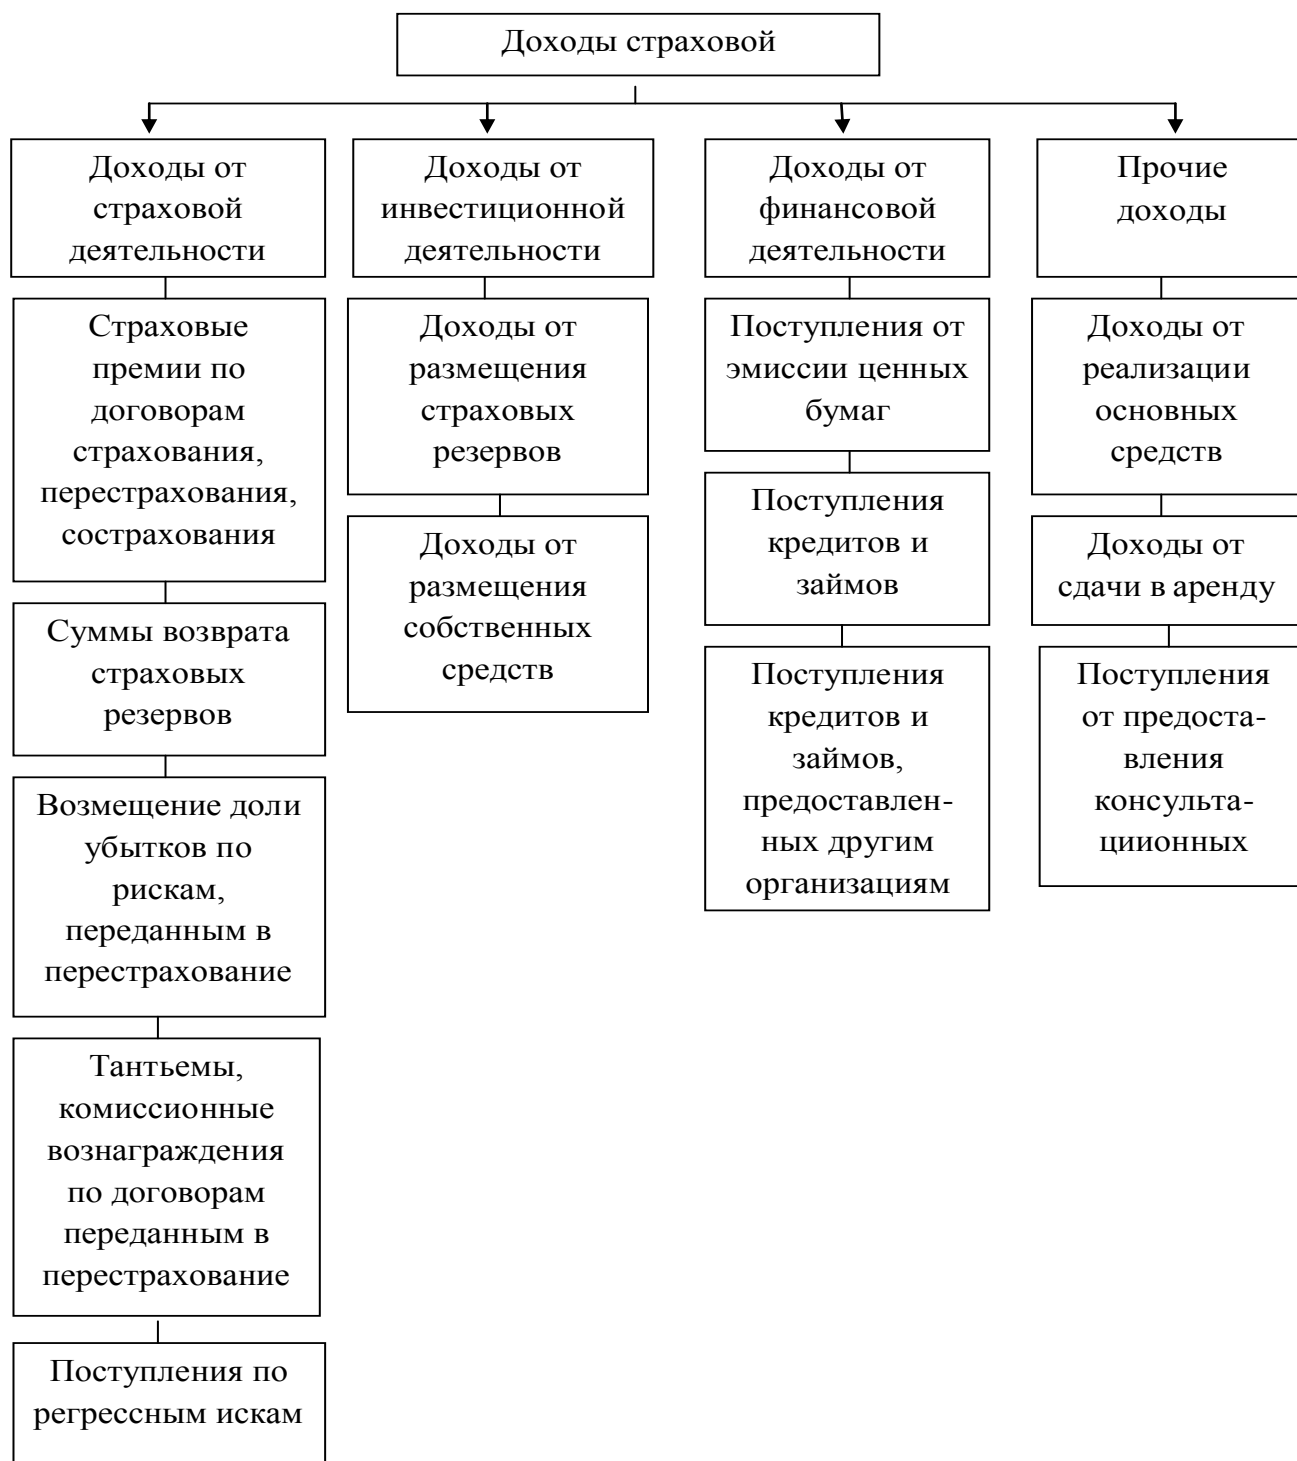 Доходы страховой
Доходы от
страховой
деятельности
Страховые
премии по
договорам
страхования,
перестрахования,
сострахования
Суммы возврата
страховых
резервов
Возмещение доли
убытков по
рискам,
переданным в
перестрахование
Тантьемы,
комиссионные
вознаграждения
по договорам
переданным в
перестрахование
Поступления по
регрессным искам
Доходы от
инвестиционной
деятельности
Доходы от
размещения
страховых
резервов
Доходы от
размещения
собственных
средств
Доходы от
финансовой
деятельности
Поступления от
эмиссии ценных
бумаг
Поступления
кредитов и
займов
Поступления
кредитов и
займов,
предоставлен-
ных другим
организациям
Прочие
доходы
Доходы от
реализации
основных
средств
Доходы от
сдачи в аренду
Поступления
от предоста-
вления
консульта-
циионных